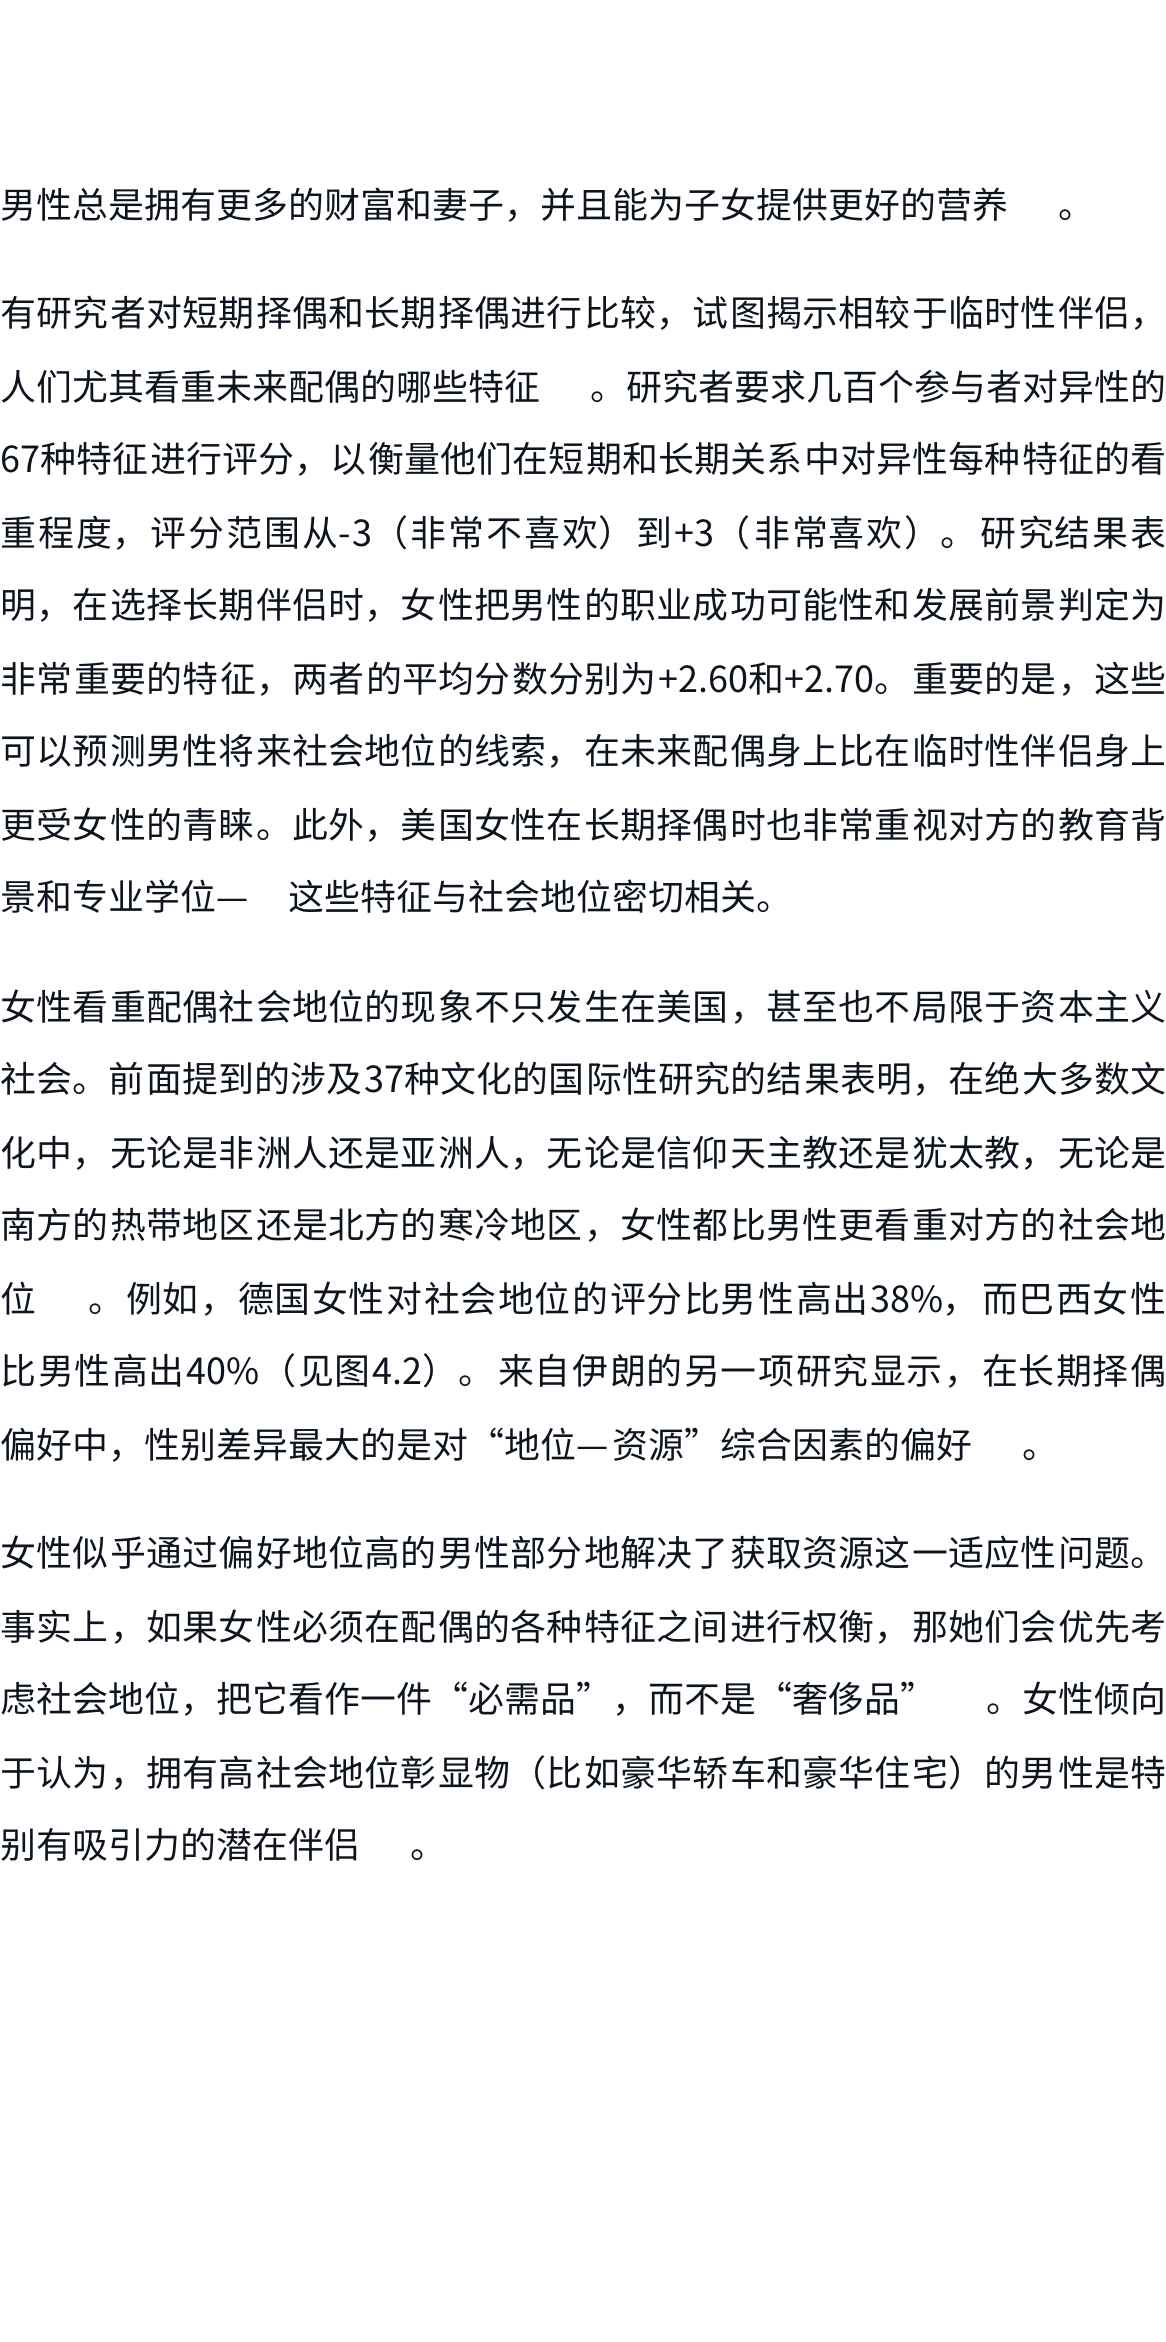 男性总是拥有更多的财富和妻子，并且能为子女提供更好的营养　。
有研究者对短期择偶和长期择偶进行比较，试图揭示相较于临时性伴侣，
人们尤其看重未来配偶的哪些特征　。研究者要求几百个参与者对异性的
67种特征进行评分，以衡量他们在短期和长期关系中对异性每种特征的看
重程度，评分范围从-3（非常不喜欢）到+3（非常喜欢）。研究结果表
明，在选择长期伴侣时，女性把男性的职业成功可能性和发展前景判定为
非常重要的特征，两者的平均分数分别为+2.60和+2.70。重要的是，这些
可以预测男性将来社会地位的线索，在未来配偶身上比在临时性伴侣身上
更受女性的青睐。此外，美国女性在长期择偶时也非常重视对方的教育背
景和专业学位—　这些特征与社会地位密切相关。
女性看重配偶社会地位的现象不只发生在美国，甚至也不局限于资本主义
社会。前面提到的涉及37种文化的国际性研究的结果表明，在绝大多数文
化中，无论是非洲人还是亚洲人，无论是信仰天主教还是犹太教，无论是
南方的热带地区还是北方的寒冷地区，女性都比男性更看重对方的社会地
位　。例如，德国女性对社会地位的评分比男性高出38%，而巴西女性
比男性高出40%（见图4.2）。来自伊朗的另一项研究显示，在长期择偶
偏好中，性别差异最大的是对“地位—资源”综合因素的偏好　。
女性似乎通过偏好地位高的男性部分地解决了获取资源这一适应性问题。
事实上，如果女性必须在配偶的各种特征之间进行权衡，那她们会优先考
虑社会地位，把它看作一件“必需品”，而不是“奢侈品”　。女性倾向
于认为，拥有高社会地位彰显物（比如豪华轿车和豪华住宅）的男性是特
别有吸引力的潜在伴侣　。